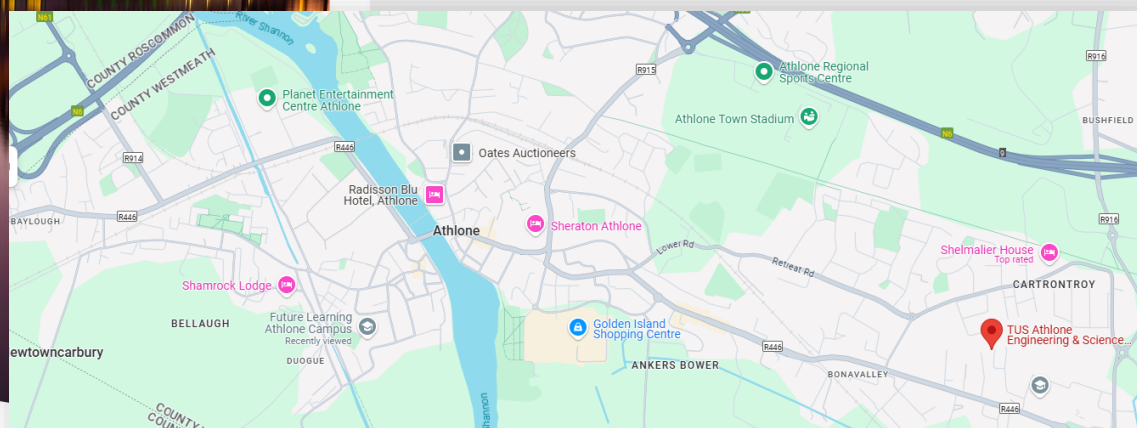 N61
River Shannon
COUNTY ROSCOMMON
COUNTY WESTMEATH
N6
R915
Athlone Regional
Sports Centre
R916
Planet Entertainment
Centre Athlone
Athlone Town Stadium
BUSHFIELD
N6
R914
R446
Oates Auctioneers
Radisson Blu
Hotel, Athlone
BAYLOUGH
R446
Athlone
Sheraton Athlone
R916
Lower Rd
Retreat Rd
Shelmalier House
Top rated
CARTRONTROY
Shamrock Lodge
BELLAUGH
Future Learning
Athlone Campus
Recently viewed
Golden Island
Shopping Centre
TUS Athlone
Engineering & Science...
ewtowncarbury
DUOGUE
R446
ANKERS BOWER
BONAVALLEY
R446
COUNTY
COUN
hannon